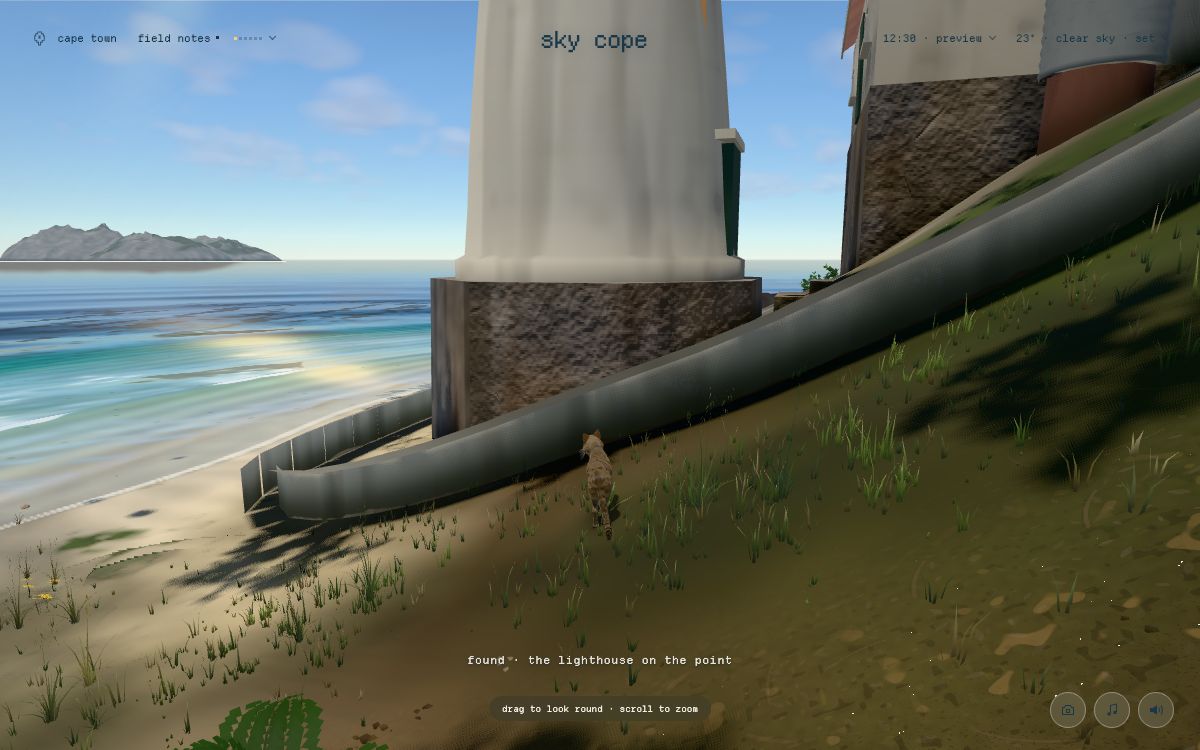 cape town
field notes
sky cope
12:30 · preview
23° · clear sky · set
found · the lighthouse on the point
drag to look round · scroll to zoom